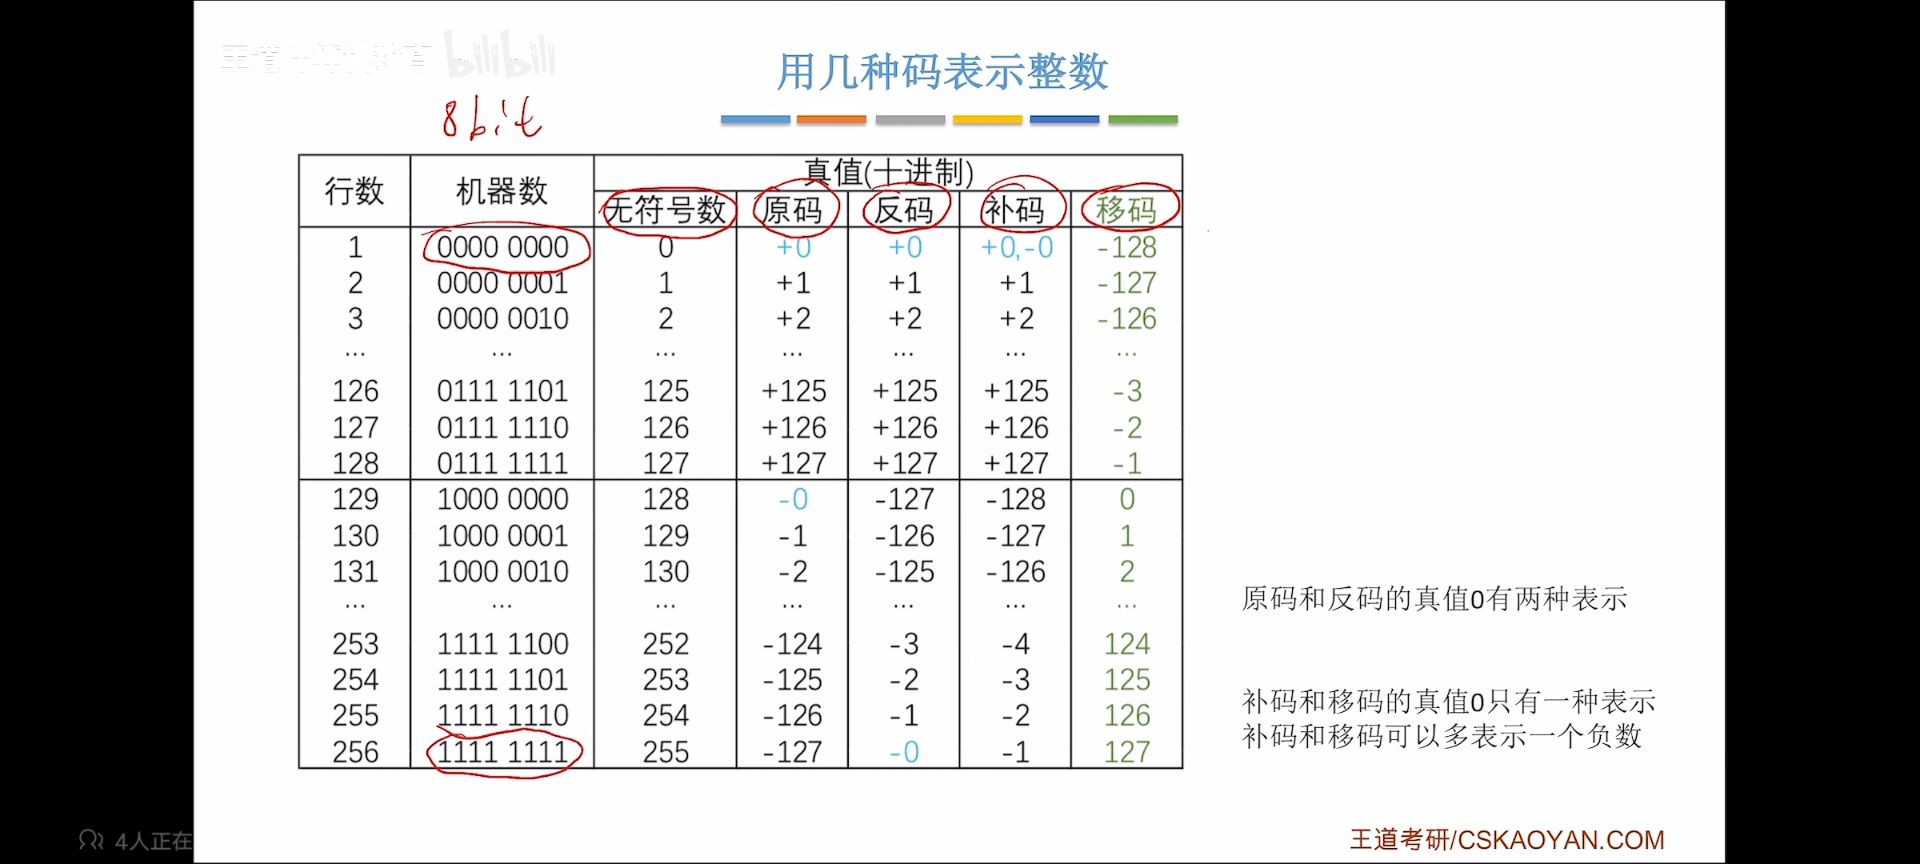 bilibili
用几种码表示整数
8bit
行数 机器数 真值(十进制)
无符号数 原码 反码 补码 移码
1 0000 0000 0 +0 +0 +0,-0 -128
2 0000 0001 1 +1 +1 +1 -127
3 0000 0010 2 +2 +2 +2 -126
... ... ... ... ... ... ...
126 0111 1101 125 +125 +125 +125 -3
127 0111 1110 126 +126 +126 +126 -2
128 0111 1111 127 +127 +127 +127 -1
129 1000 0000 128 -0 -127 -128 0
130 1000 0001 129 -1 -126 -127 1
131 1000 0010 130 -2 -125 -126 2
... ... ... ... ... ... ...
253 1111 1100 252 -124 -3 -4 124
254 1111 1101 253 -125 -2 -3 125
255 1111 1110 254 -126 -1 -2 126
256 1111 1111 255 -127 -0 -1 127
原码和反码的真值0有两种表示
补码和移码的真值0只有一种表示
补码和移码可以多表示一个负数
4人正在
王道考研/CSKAOYAN.COM